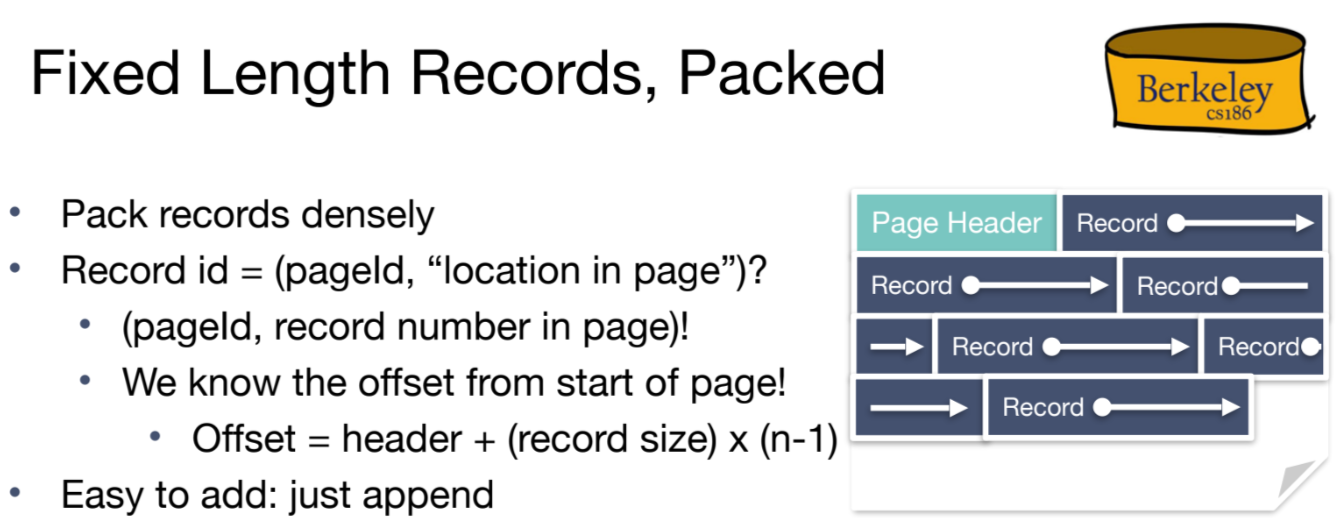 Fixed Length Records, Packed
Berkeley
cs186
• Pack records densely
• Record id = (pageId, “location in page”)?
• (pageId, record number in page)!
• We know the offset from start of page!
• Offset = header + (record size) x (n-1)
• Easy to add: just append
Page Header Record
Record Record
Record Record
Record